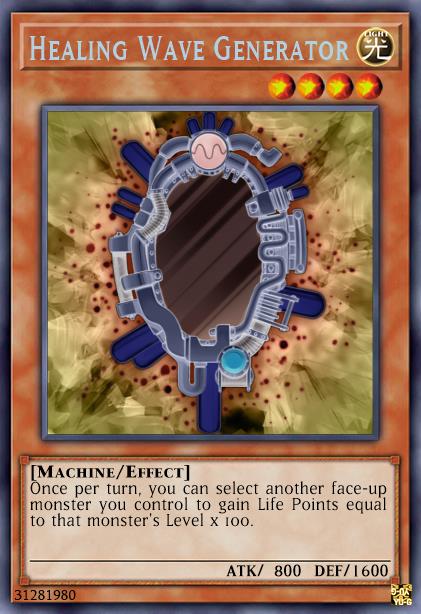 Healing Wave Generator
LIGHT
光
[Machine/Effect]
Once per turn, you can select another face-up
monster you control to gain Life Points equal
to that monster's Level x 100.
ATK/ 800 DEF/1600
31281980